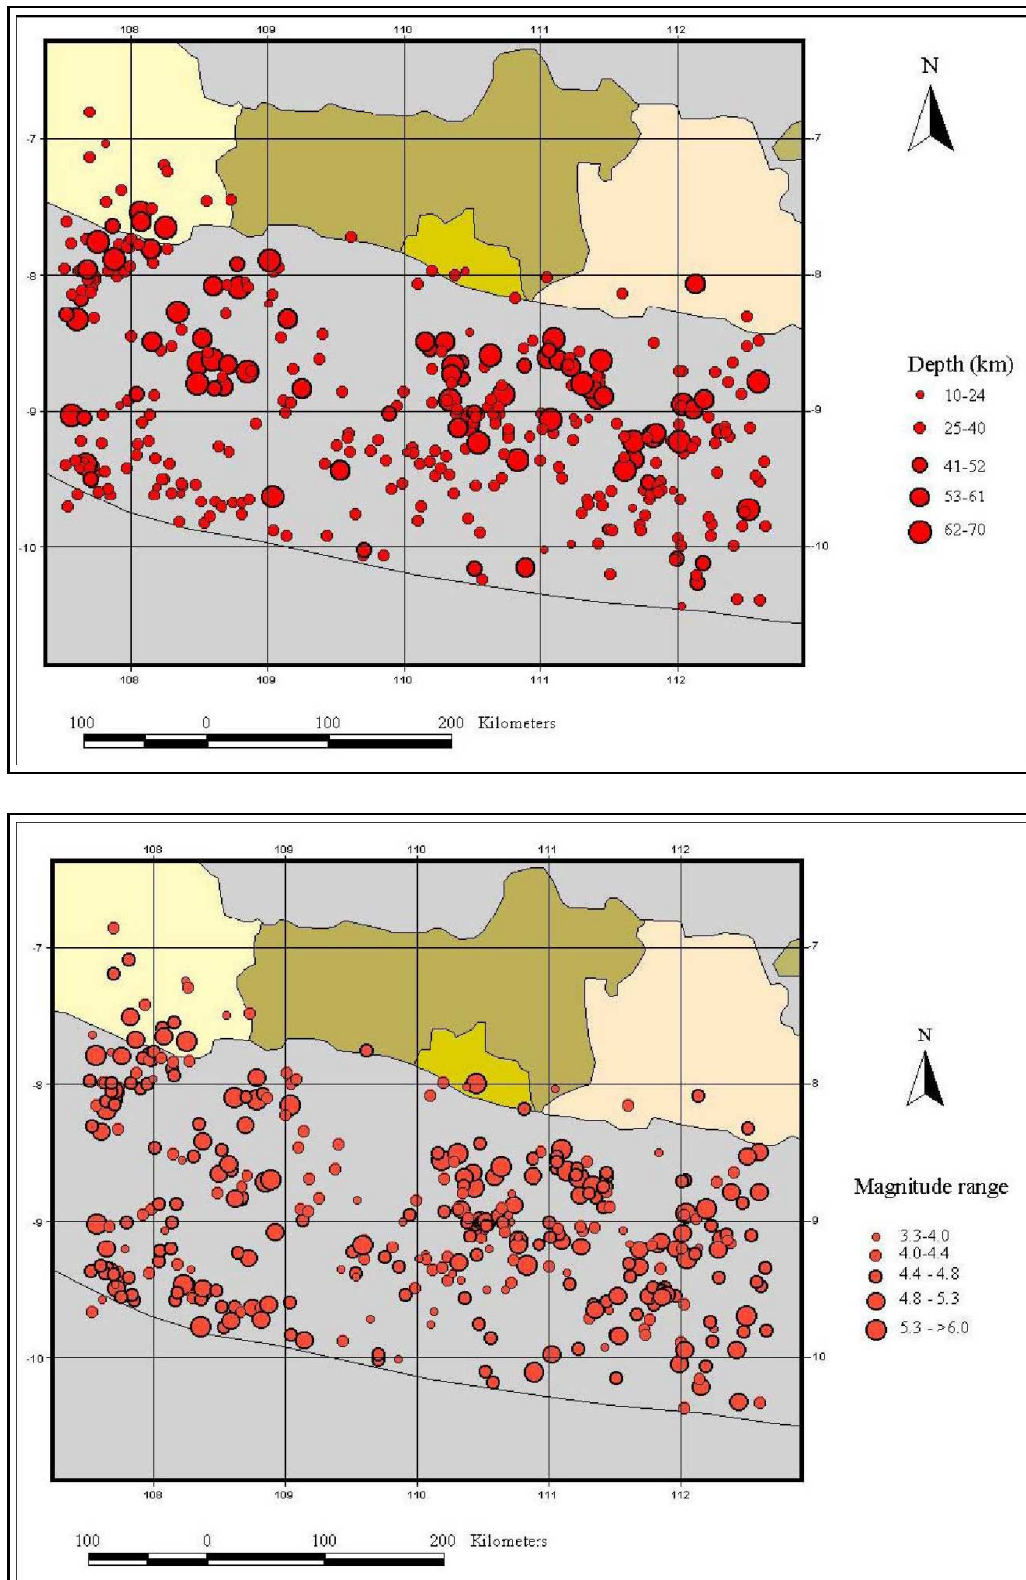 108 109 110 111 112
N
-7 -7
-8 -8
Depth (km)
10-24
25-40
-9 -9
41-52
53-61
62-70
-10 -10
108 109 110 111 112
100 0 100 200 Kilometers
108 109 110 111 112
-7 -7
N
-8 -8
Magnitude range
-9 -9
3.3-4.0
4.0-4.4
4.4 - 4.8
4.8 - 5.3
5.3 - >6.0
-10 -10
108 109 110 111 112
100 0 100 200 Kilometers